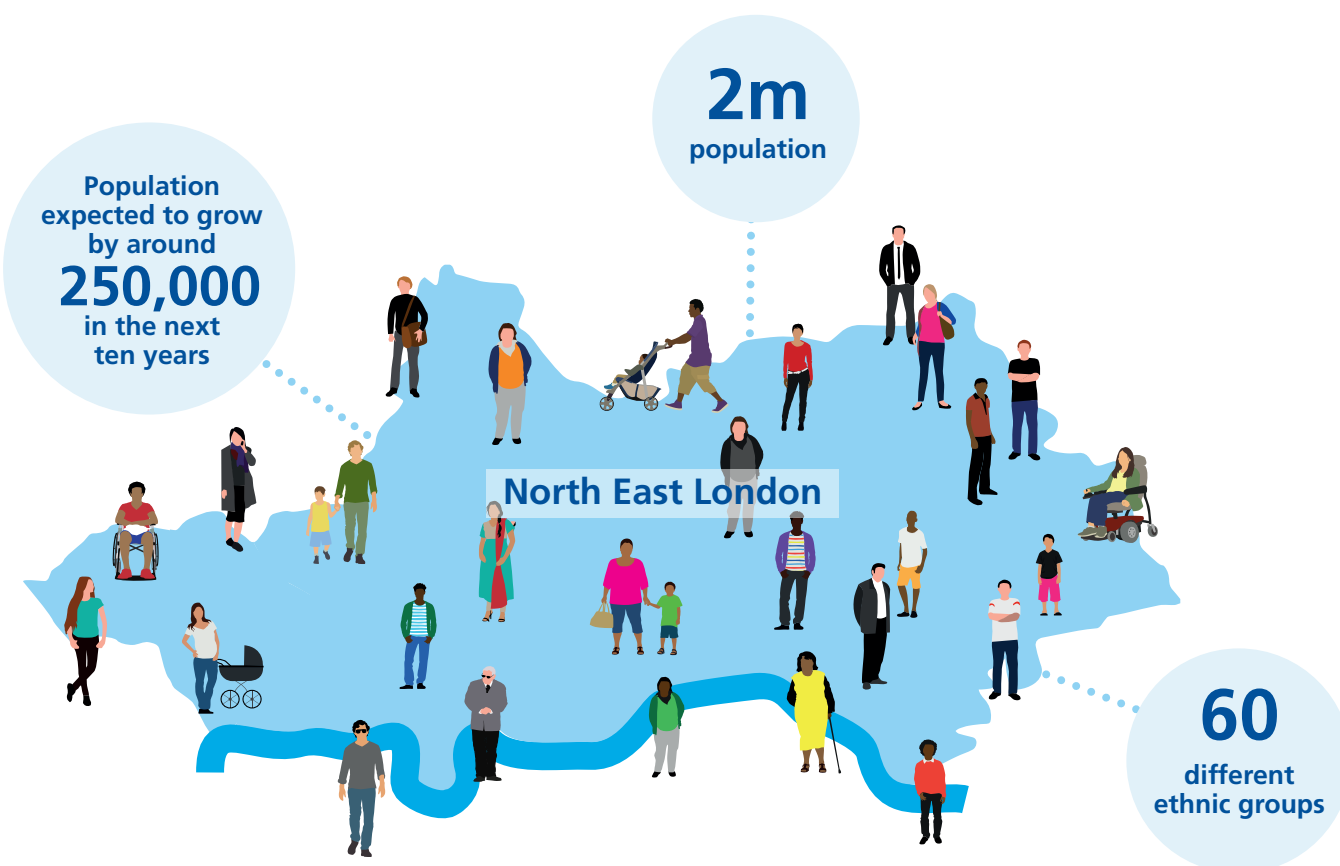 2m
population
Population
expected to grow
by around
250,000
in the next
ten years
North East London
60
different
ethnic groups